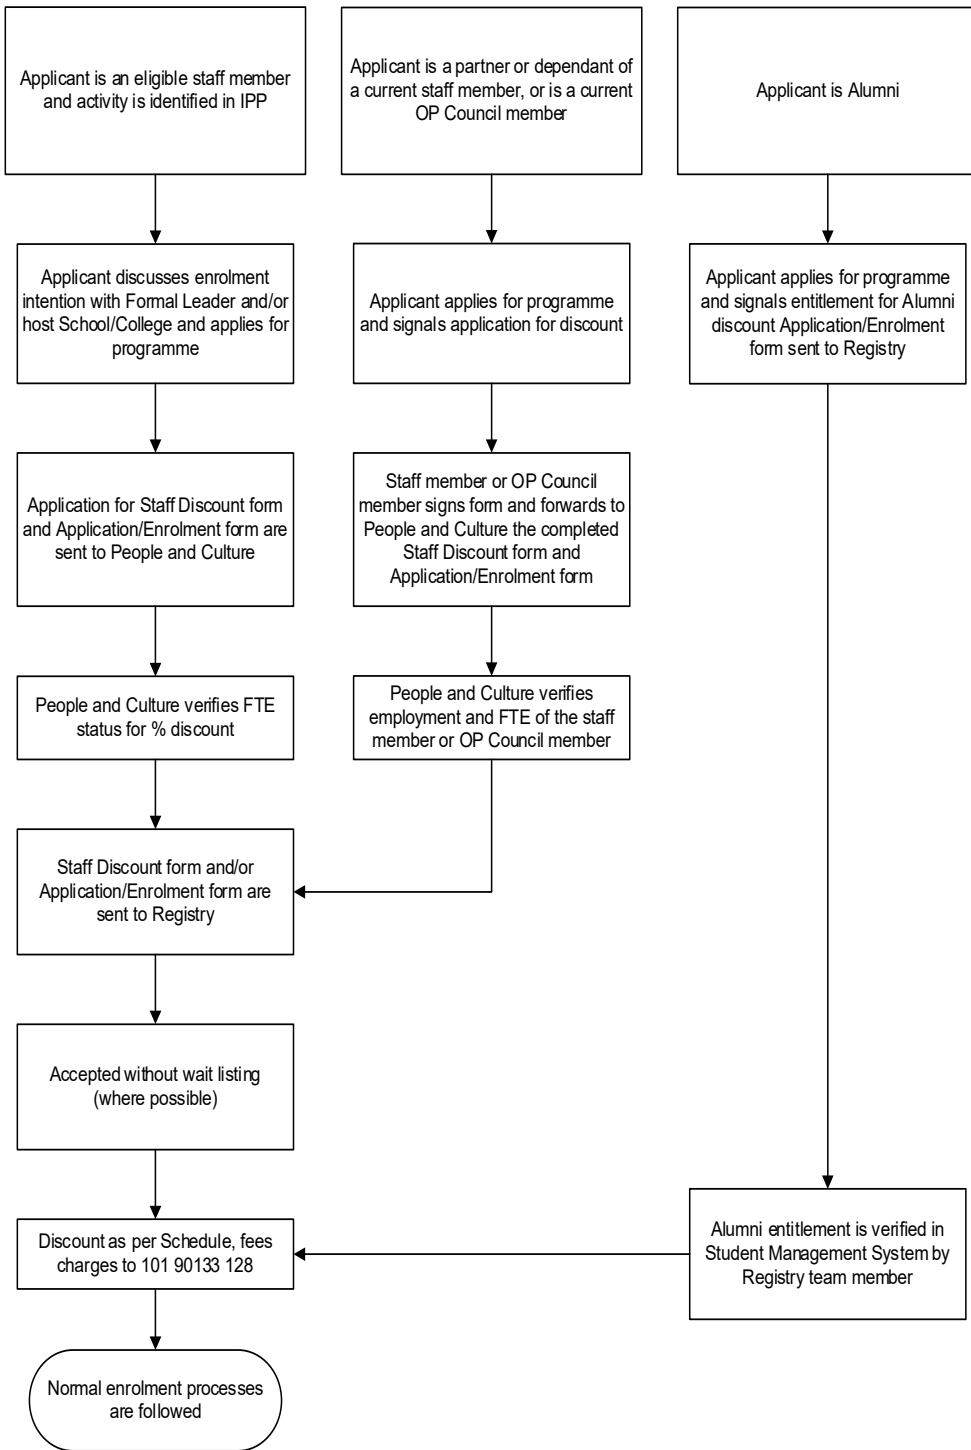 Applicant is an eligible staff member
and activity is identified in IPP
Applicant is a partner or dependant of
a current staff member, or is a current
OP Council member
Applicant is Alumni
Applicant discusses enrolment
intention with Formal Leader and/or
host School/College and applies for
programme
Applicant applies for programme
and signals application for discount
Applicant applies for programme
and signals entitlement for Alumni
discount Application/Enrolment
form sent to Registry
Application for Staff Discount form
and Application/Enrolment form are
sent to People and Culture
Staff member or OP Council
member signs form and forwards to
People and Culture the completed
Staff Discount form and
Application/Enrolment form
People and Culture verifies FTE
status for % discount
People and Culture verifies
employment and FTE of the staff
member or OP Council member
Staff Discount form and/or
Application/Enrolment form are
sent to Registry
Accepted without wait listing
(where possible)
Discount as per Schedule, fees
charges to 101 90133 128
Alumni entitlement is verified in
Student Management System by
Registry team member
Normal enrolment processes
are followed